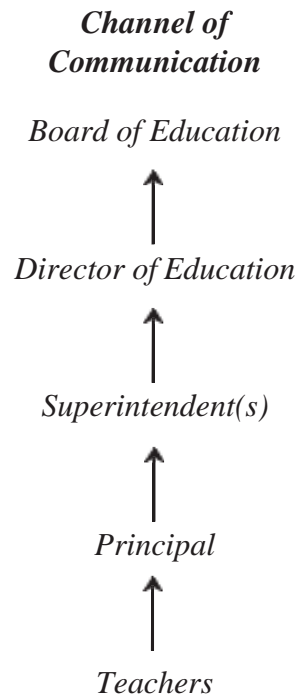 Channel of
Communication
Board of Education
Director of Education
Superintendent(s)
Principal
Teachers